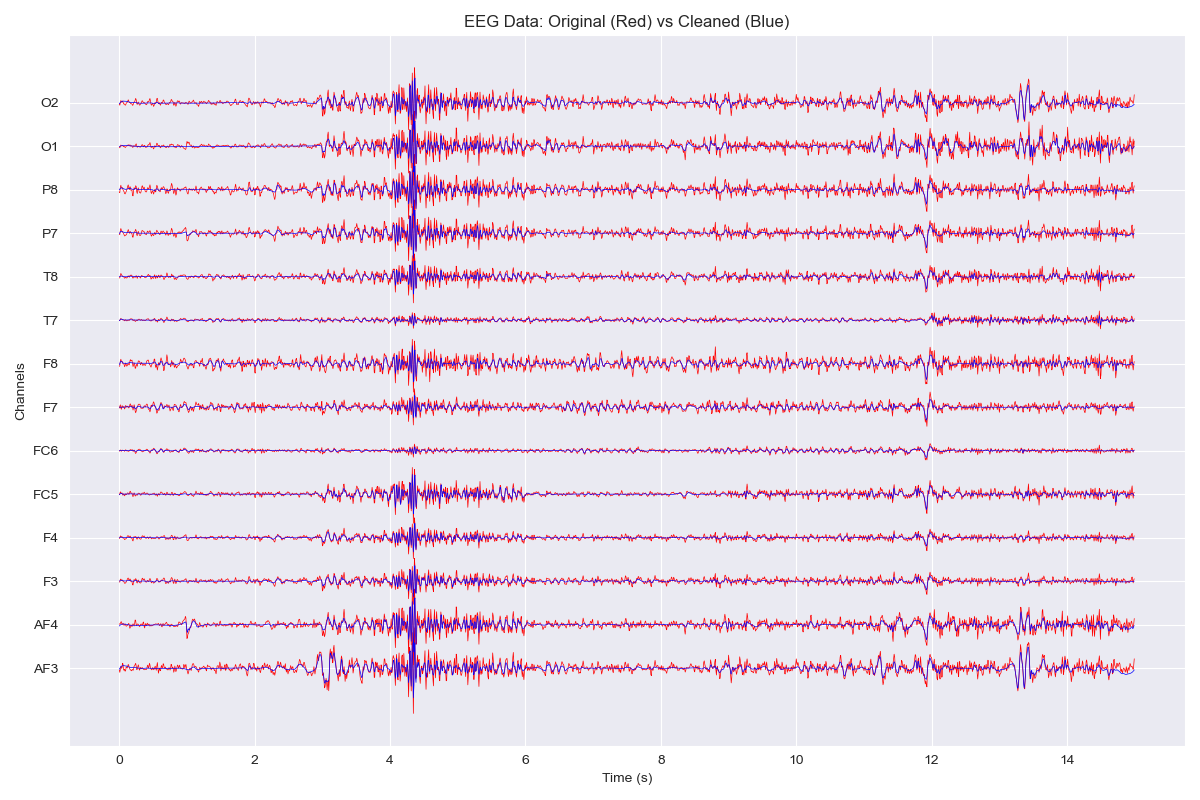 EEG Data: Original (Red) vs Cleaned (Blue)
O2
O1
P8
P7
T8
T7
F8
F7
FC6
FC5
F4
F3
AF4
AF3
Channels
0 2 4 6 8 10 12 14
Time (s)